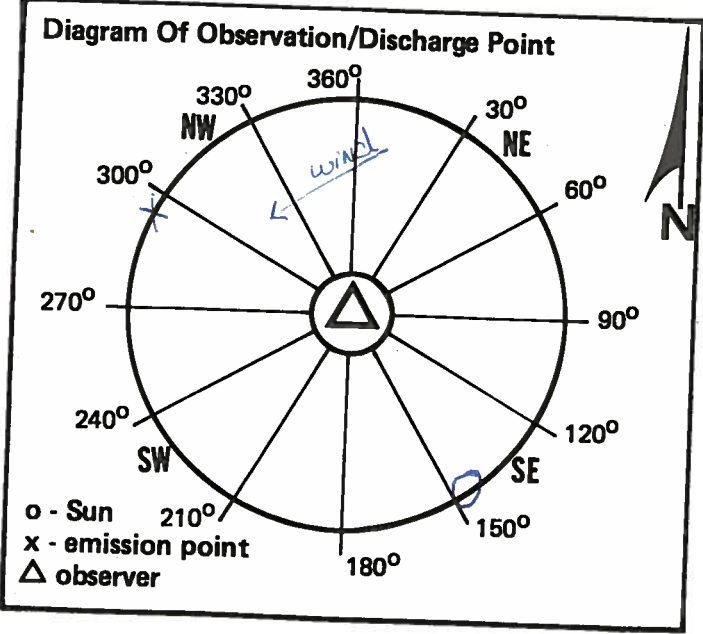 Diagram Of Observation/Discharge Point
360°
330°
30°
NW
NE
wind
300°
60°
N
270°
90°
240°
120°
SW
SE
o - Sun
210°
150°
x - emission point
180°
△ observer